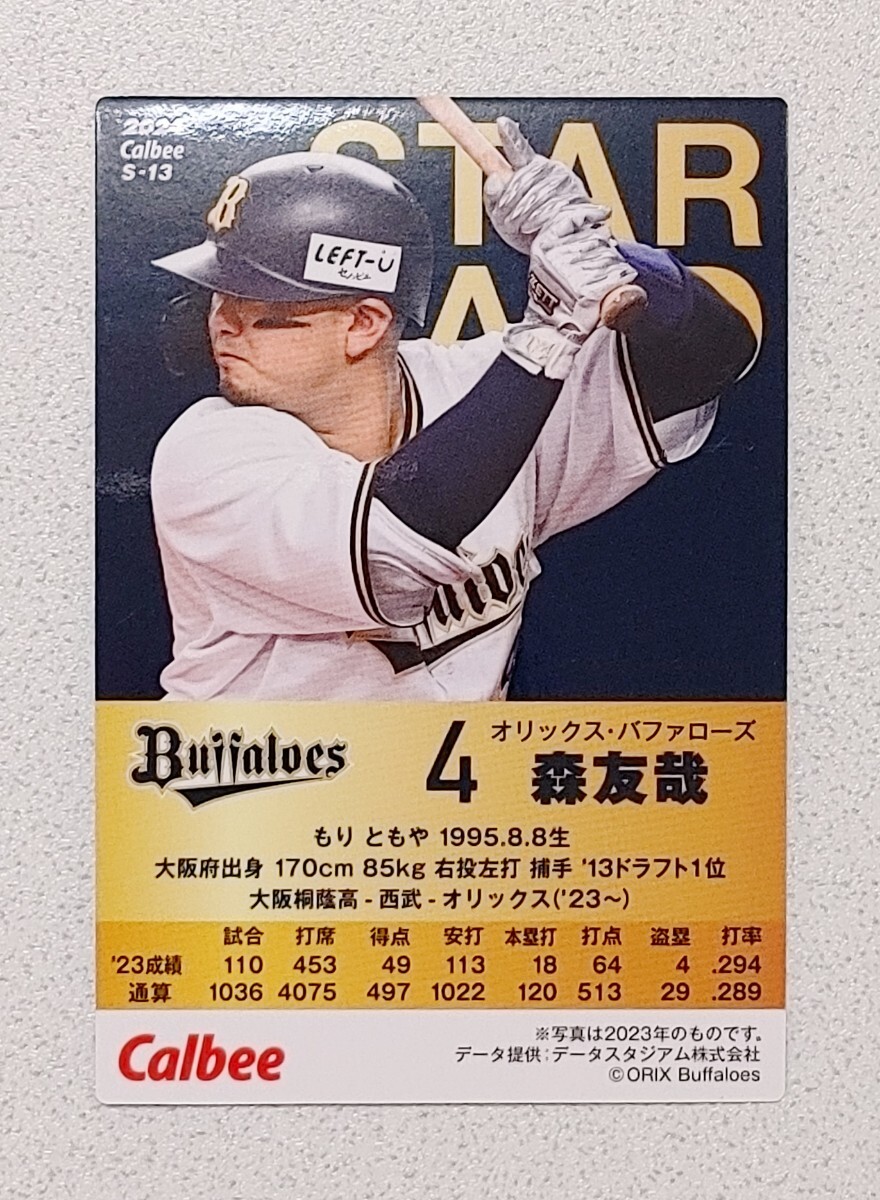 2024
Calbee
S-13
STAR
CARD
B
LEFT-U
セノビル
ZETT
Buffaloes
4
オリックス・バファローズ
森友哉
もり ともや 1995.8.8生
大阪府出身 170cm 85kg 右投左打 捕手 '13ドラフト1位
大阪桐蔭高-西武-オリックス('23〜)
試合 打席 得点 安打 本塁打 打点 盗塁 打率
'23成績 110 453 49 113 18 64 4 .294
通算 1036 4075 497 1022 120 513 29 .289
Calbee
※写真は2023年のものです。
データ提供:データスタジアム株式会社
©ORIX Buffaloes